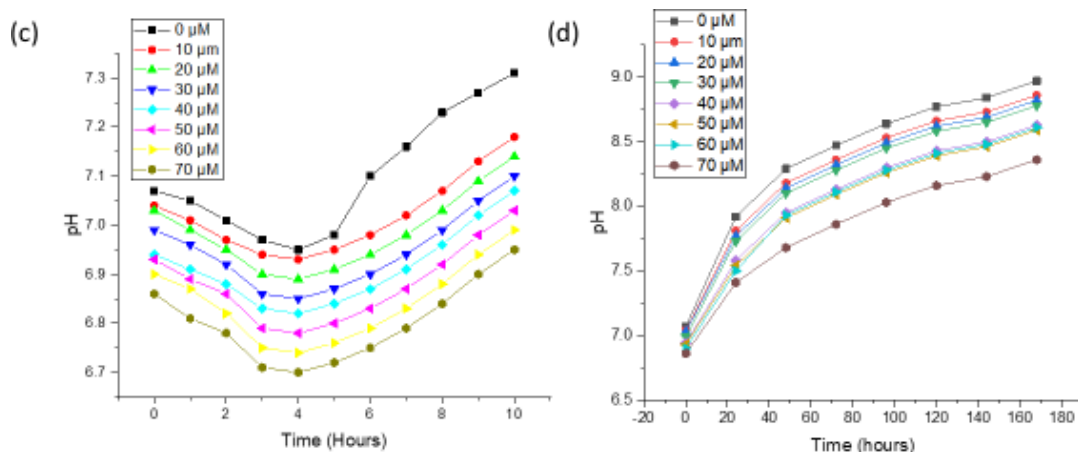 (c)
0 µM
10 µm
20 µM
30 µM
40 µM
50 µM
60 µM
70 µM
7.3
7.2
7.1
7.0
6.9
6.8
6.7
pH
0 2 4 6 8 10
Time (Hours)
(d)
0 µM
10 µm
20 µM
30 µM
40 µM
50 µM
60 µM
70 µM
9.0
8.5
8.0
7.5
7.0
6.5
pH
-20 0 20 40 60 80 100 120 140 160 180
Time (hours)